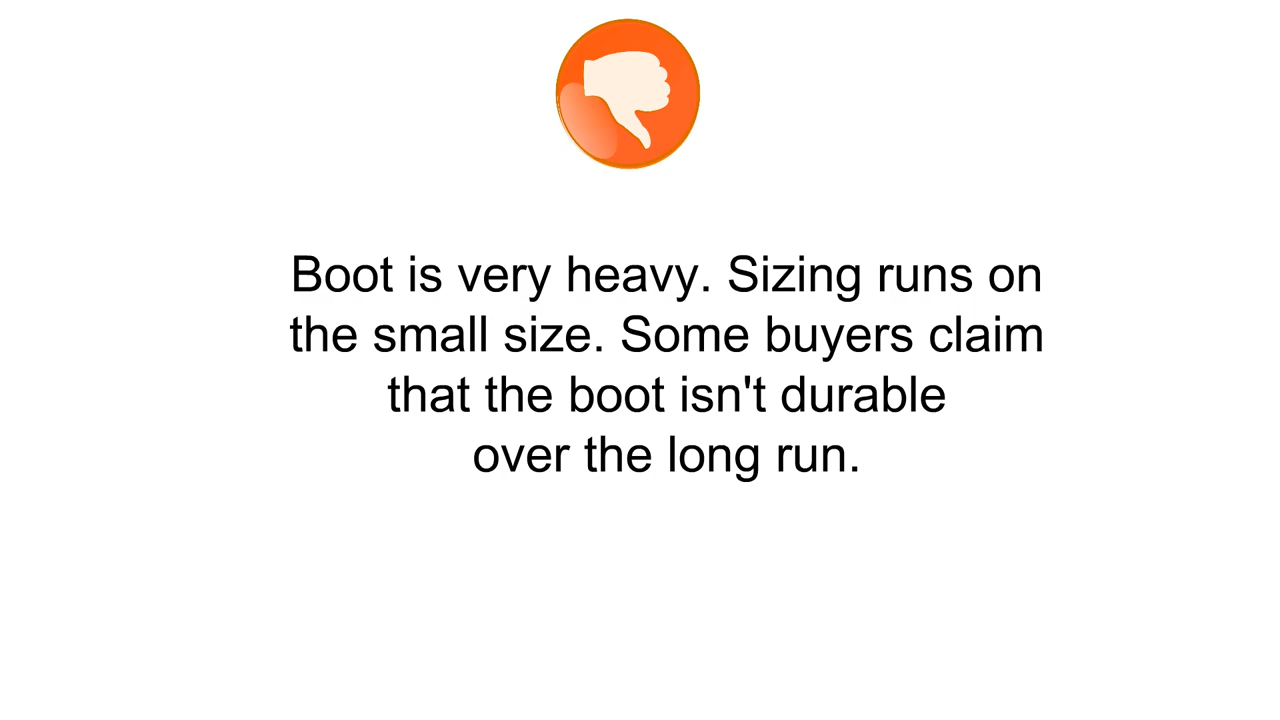 Boot is very heavy. Sizing runs on
the small size. Some buyers claim
that the boot isn't durable
over the long run.